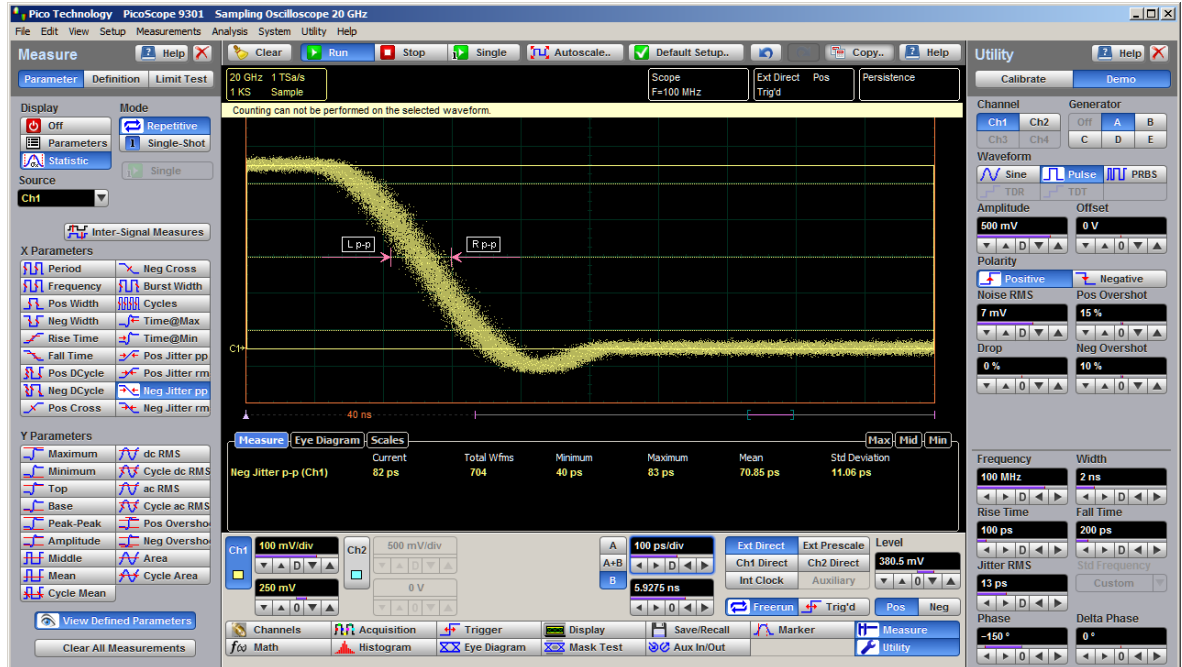 Pico Technology PicoScope 9301 Sampling Oscilloscope 20 GHz
File Edit View Setup Measurements Analysis System Utility Help
Measure Help
Parameter Definition Limit Test
Display Mode
Off Repetitive
Parameters Single-Shot
Statistic
Single
Source
Ch1
Inter-Signal Measures
X Parameters
Period Neg Cross
Frequency Burst Width
Pos Width Cycles
Neg Width Time@Max
Rise Time Time@Min
Fall Time Pos Jitter pp
Pos DCycle Pos Jitter rm
Neg DCycle Neg Jitter pp
Pos Cross Neg Jitter rm
Y Parameters
Maximum dc RMS
Minimum Cycle dc RMS
Top ac RMS
Base Cycle ac RMS
Peak-Peak Pos Oversho
Amplitude Neg Oversho
Middle Area
Mean Cycle Area
Cycle Mean
View Defined Parameters
Clear All Measurements
Clear Run Stop Single Autoscale.. Default Setup.. Copy.. Help
20 GHz 1 TSa/s
1 KS Sample
Scope
F=100 MHz
Ext Direct Pos
Trig'd
Persistence
Counting can not be performed on the selected waveform.
L p-p R p-p
C1+
40 ns
Measure Eye Diagram Scales Max Mid Min
Current Total Wfms Minimum Maximum Mean Std Deviation
Neg Jitter p-p (Ch1) 82 ps 704 40 ps 83 ps 70.85 ps 11.06 ps
Ch1 100 mV/div Ch2 500 mV/div A 100 ps/div Ext Direct Ext Prescale Level
D D A+B D Ch1 Direct Ch2 Direct 380.5 mV
250 mV 0 V B 5.9275 ns Int Clock Auxiliary 0
0 0 0 Freerun Trig'd Pos Neg
Channels Acquisition Trigger Display Save/Recall Marker Measure
f(x) Math Histogram Eye Diagram Mask Test Aux In/Out Utility
Utility Help
Calibrate Demo
Channel Generator
Ch1 Ch2 Off A B
Ch3 Ch4 C D E
Waveform
Sine Pulse PRBS
TDR TDT
Amplitude Offset
500 mV 0 V
D 0
Polarity
Positive Negative
Noise RMS Pos Overshot
7 mV 15 %
D 0
Drop Neg Overshot
0 % 10 %
0 0
Frequency Width
100 MHz 2 ns
D D
Rise Time Fall Time
100 ps 200 ps
D D
Jitter RMS Std Frequency
13 ps Custom
D
Phase Delta Phase
-150 ° 0 °
0 0